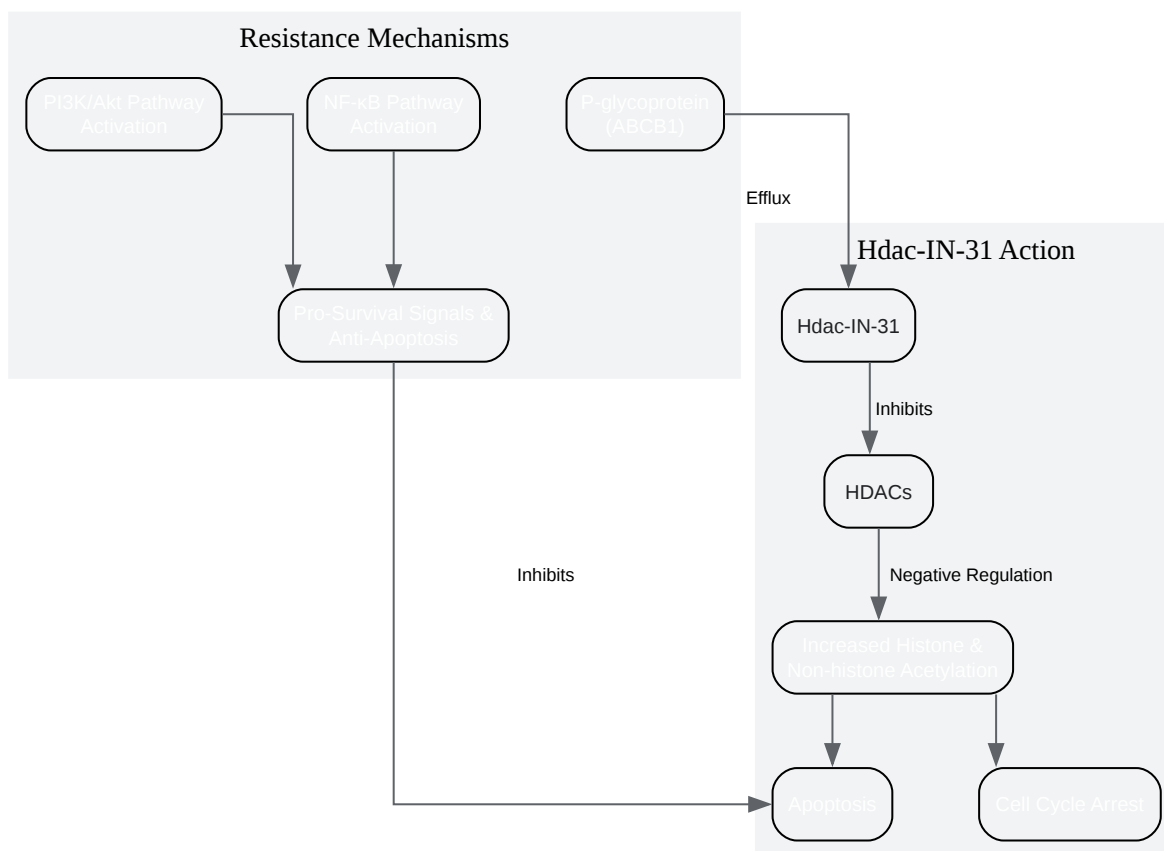 Resistance Mechanisms
PI3K/Akt Pathway
Activation
NF-κB Pathway
Activation
P-glycoprotein
(ABCB1)
Efflux
Pro-Survival Signals &
Anti-Apoptosis
Hdac-IN-31 Action
Hdac-IN-31
Inhibits
HDACs
Inhibits
Negative Regulation
Increased Histone &
Non-histone Acetylation
Apoptosis
Cell Cycle Arrest